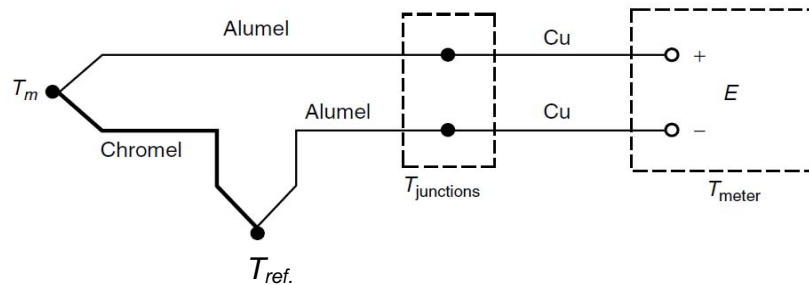 Alumel
Cu
+
T_m
E
Alumel
Cu
−
Chromel
T_junctions
T_meter
T_ref.